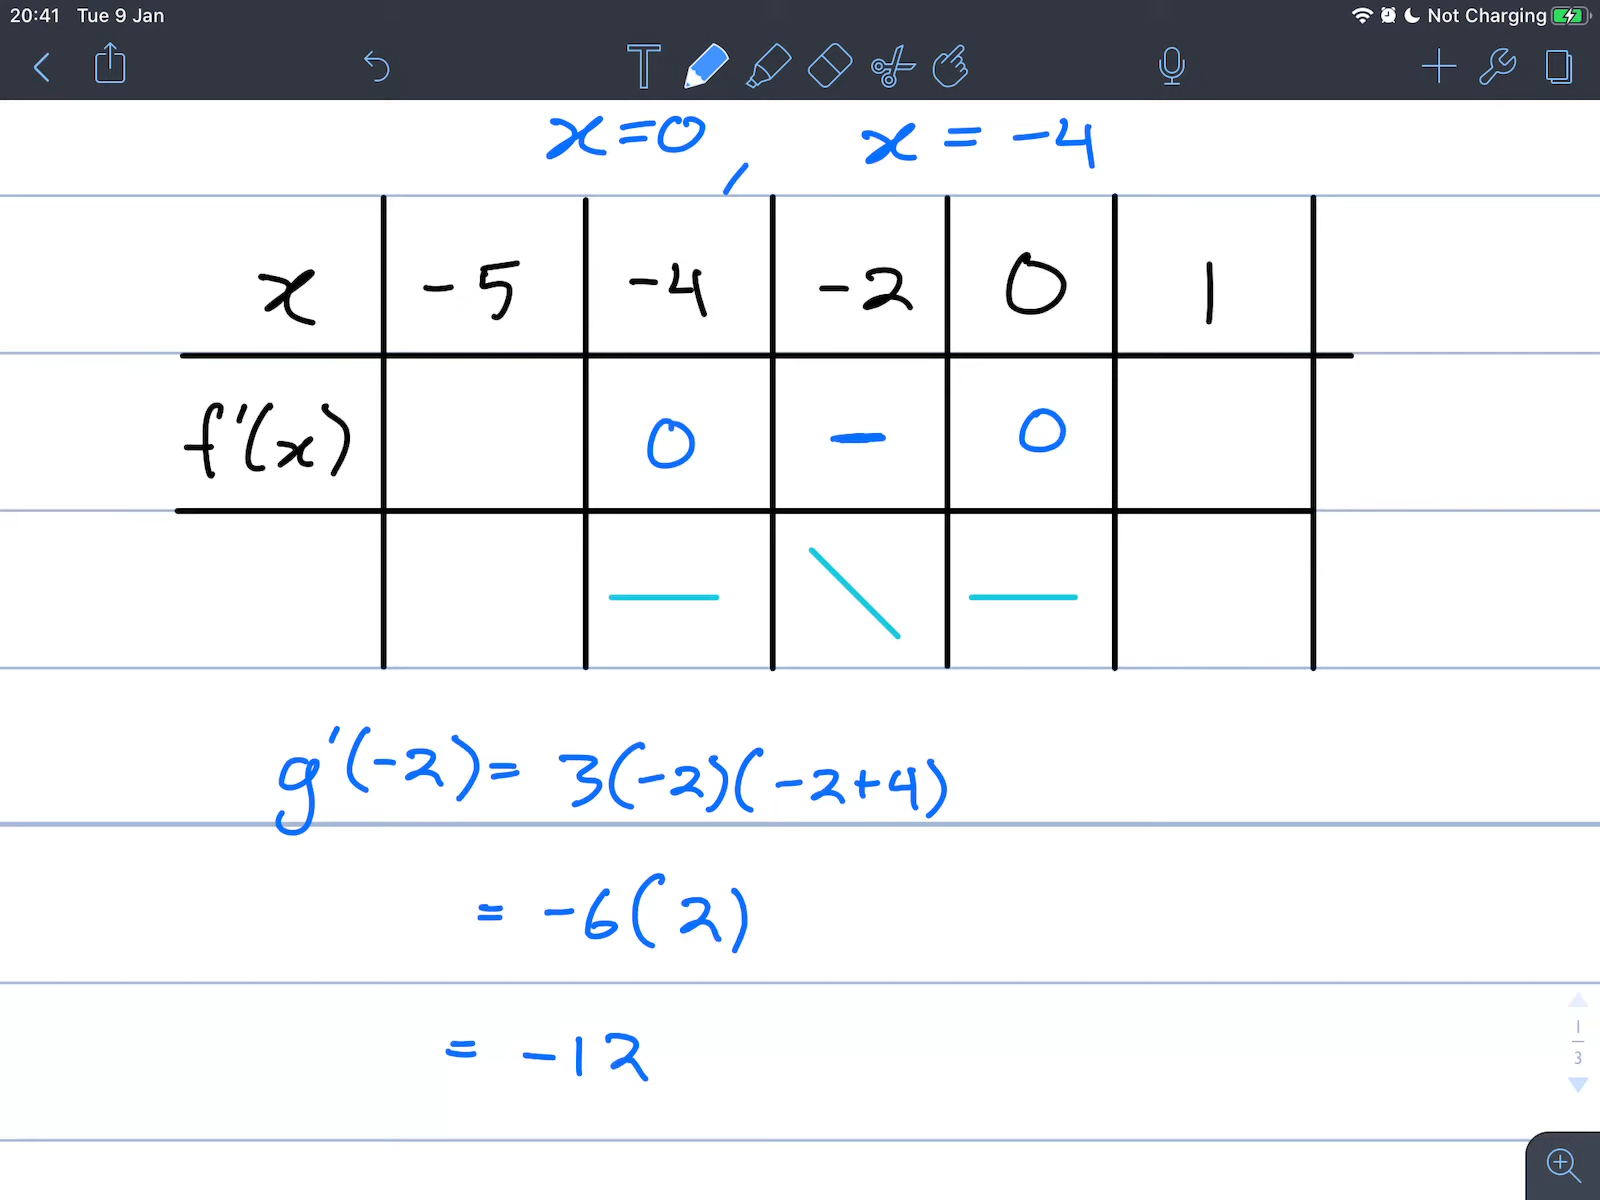 20:41 Tue 9 Jan Not Charging
x=0, x = -4
x -5 -4 -2 0 1
f'(x) 0 - 0
g'(-2)= 3(-2)(-2+4)
= -6(2)
= -12
1
3